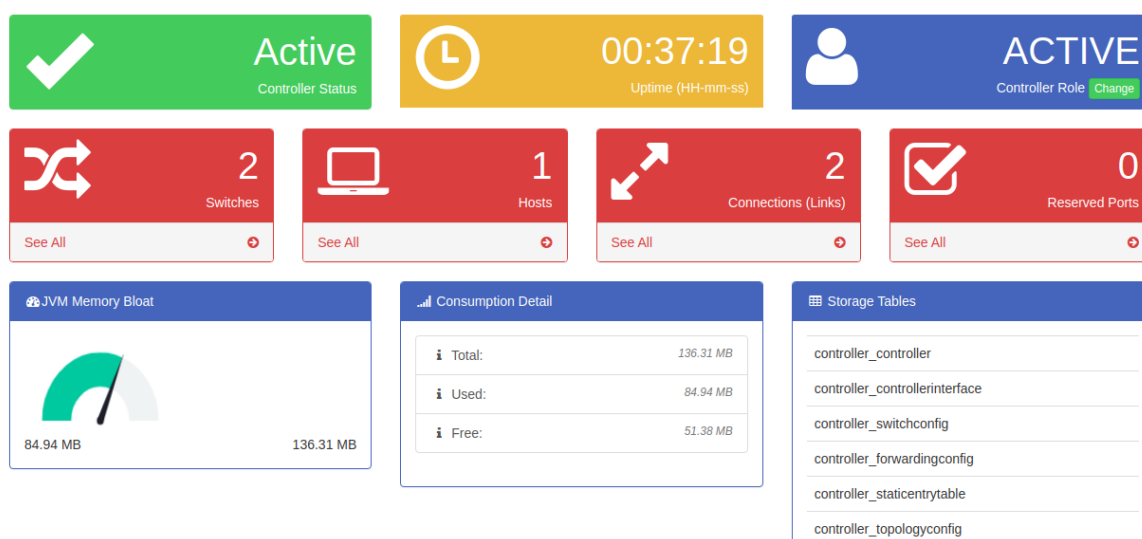 Active
Controller Status
00:37:19
Uptime (HH-mm-ss)
ACTIVE
Controller Role Change
2
Switches
See All
1
Hosts
See All
2
Connections (Links)
See All
0
Reserved Ports
See All
JVM Memory Bloat
84.94 MB 136.31 MB
Consumption Detail
Total: 136.31 MB
Used: 84.94 MB
Free: 51.38 MB
Storage Tables
controller_controller
controller_controllerinterface
controller_switchconfig
controller_forwardingconfig
controller_staticentrytable
controller_topologyconfig